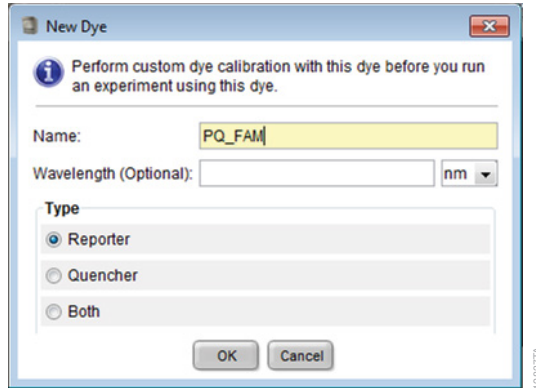 New Dye
Perform custom dye calibration with this dye before you run
an experiment using this dye.
Name: PQ_FAM
Wavelength (Optional): nm
Type
Reporter
Quencher
Both
OK Cancel